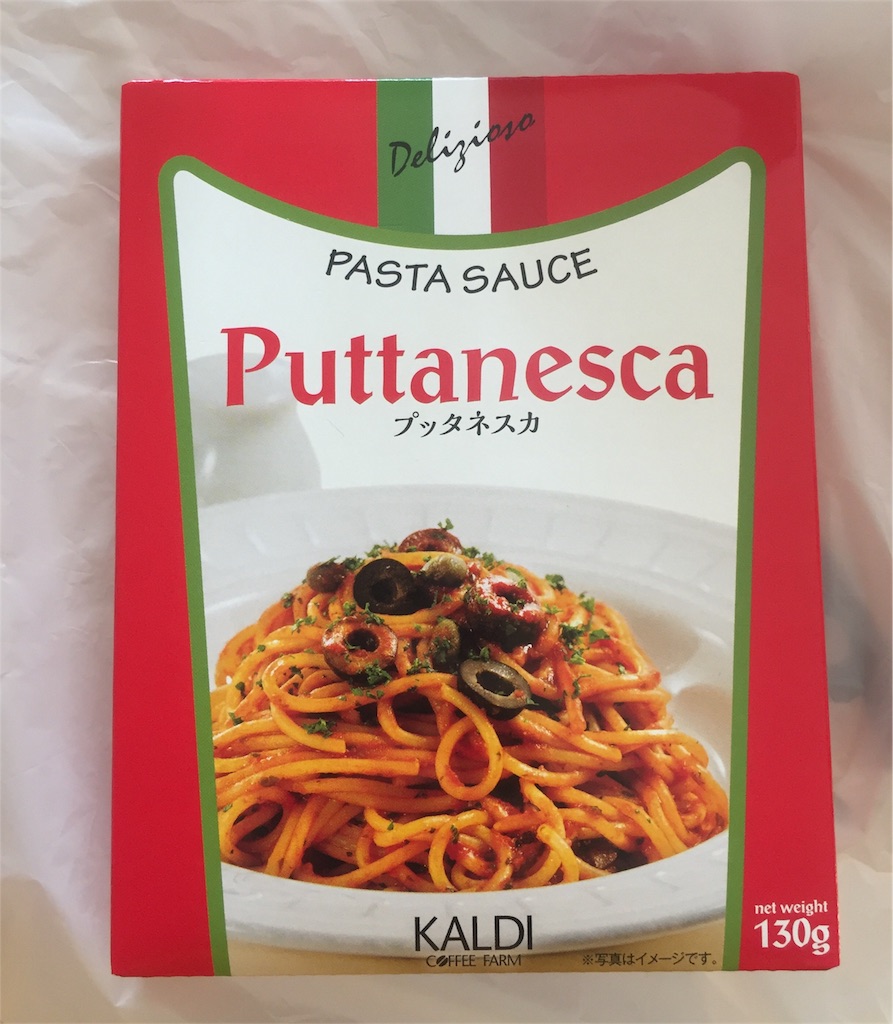 Delizioso
PASTA SAUCE
Puttanesca
プッタネスカ
KALDI
COFFEE FARM
※写真はイメージです。
net weight
130g